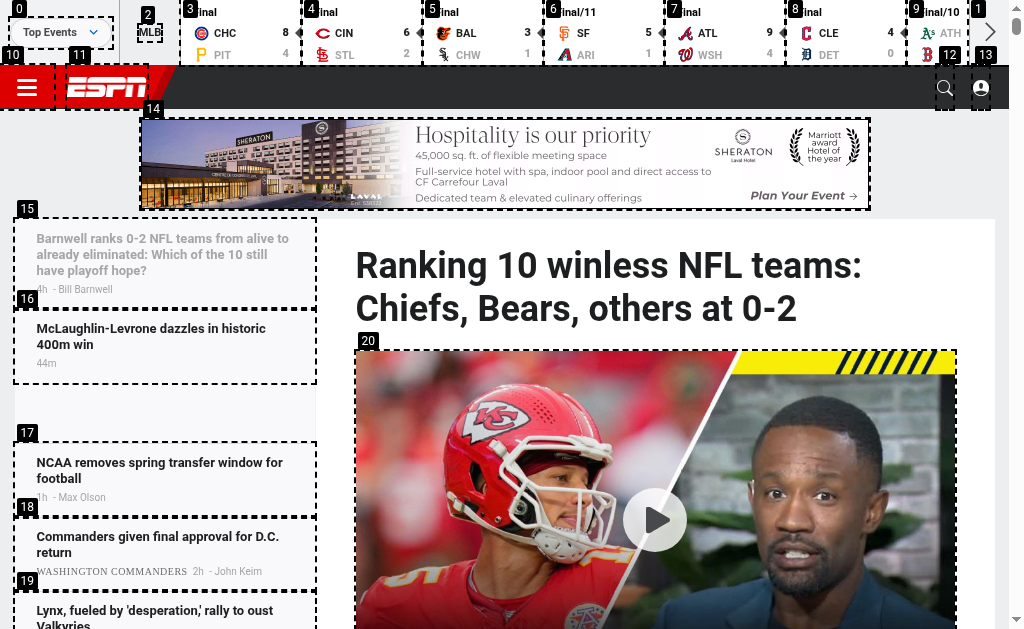 0
Top Events
2
MLB
3
Final
CHC 8
PIT 4
4
Final
CIN 6
STL 2
5
Final
BAL 3
CHW 1
6
Final/11
SF 5
ARI 1
7
Final
ATL 9
WSH 4
8
Final
CLE 4
DET 0
9
Final/10
ATH
1
10
11
ESPN
12
13
14
SHERATON
Hospitality is our priority
45,000 sq. ft. of flexible meeting space
Full-service hotel with spa, indoor pool and direct access to
CF Carrefour Laval
Dedicated team & elevated culinary offerings
LAVAL
SHERATON
Laval Hotel
Marriott
award
Hotel of
the year
Plan Your Event →
15
Barnwell ranks 0-2 NFL teams from alive to
already eliminated: Which of the 10 still
have playoff hope?
4h - Bill Barnwell
16
McLaughlin-Levrone dazzles in historic
400m win
44m
17
NCAA removes spring transfer window for
football
1h - Max Olson
18
Commanders given final approval for D.C.
return
WASHINGTON COMMANDERS 2h - John Keim
19
Lynx, fueled by 'desperation,' rally to oust
Valkyries
Ranking 10 winless NFL teams:
Chiefs, Bears, others at 0-2
20